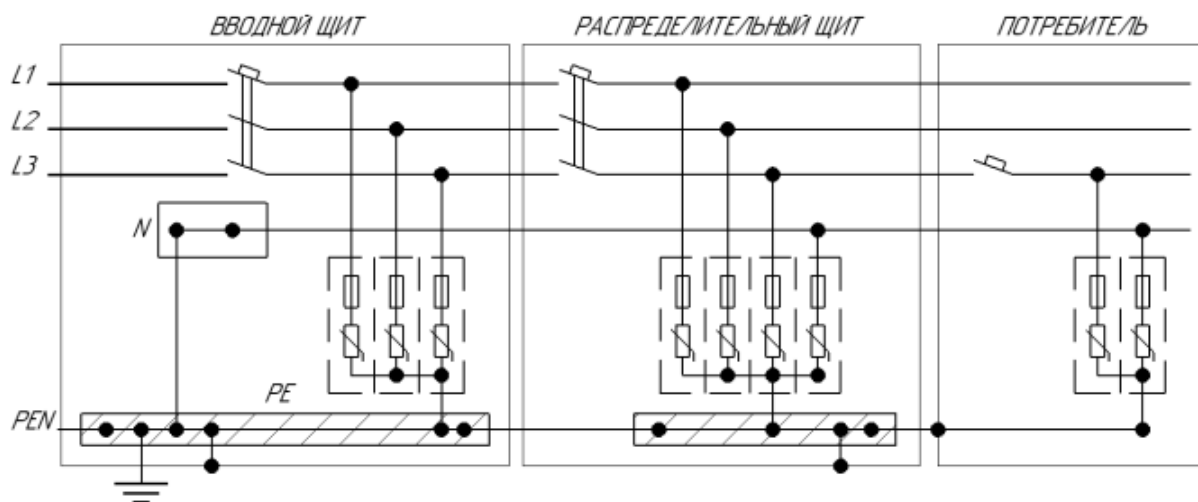 ВВОДНОЙ ЩИТ
РАСПРЕДЕЛИТЕЛЬНЫЙ ЩИТ
ПОТРЕБИТЕЛЬ
L1
L2
L3
N
PE
PEN